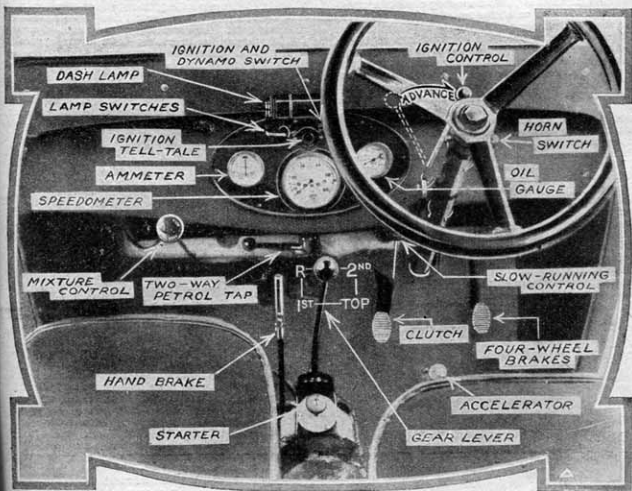 IGNITION AND
DYNAMO SWITCH
IGNITION
CONTROL
DASH LAMP
LAMP SWITCHES
ADVANCE
IGNITION
TELL-TALE
HORN
SWITCH
AMMETER
OIL
GAUGE
SPEEDOMETER
MIXTURE
CONTROL
TWO-WAY
PETROL TAP
R
2ND
1ST
TOP
SLOW-RUNNING
CONTROL
CLUTCH
FOUR-WHEEL
BRAKES
HAND BRAKE
ACCELERATOR
STARTER
GEAR LEVER